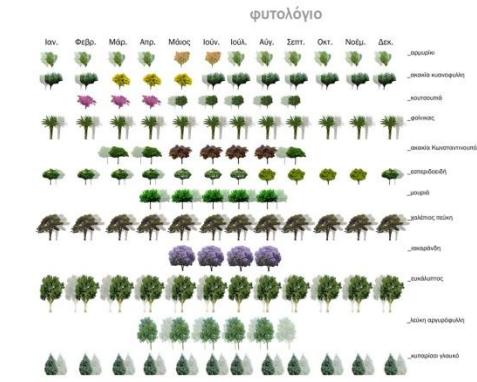 φυτολόγιο
Ιαν. Φεβρ. Μάρ. Απρ. Μάιος Ιούν. Ιούλ. Αύγ. Σεπτ. Οκτ. Νοέμ. Δεκ.
_αρμυρίκι
_ακακία κυανόφυλλη
_κουτσουπιά
_φοίνικας
_ακακία Κωνσταντινουπό
_εσπεριδοειδή
_μουριά
_χαλέπιος πεύκη
_ιακαράνδη
_ευκάλυπτος
_λεύκη αργυρόφυλλη
_κυπαρίσσι γλαυκό